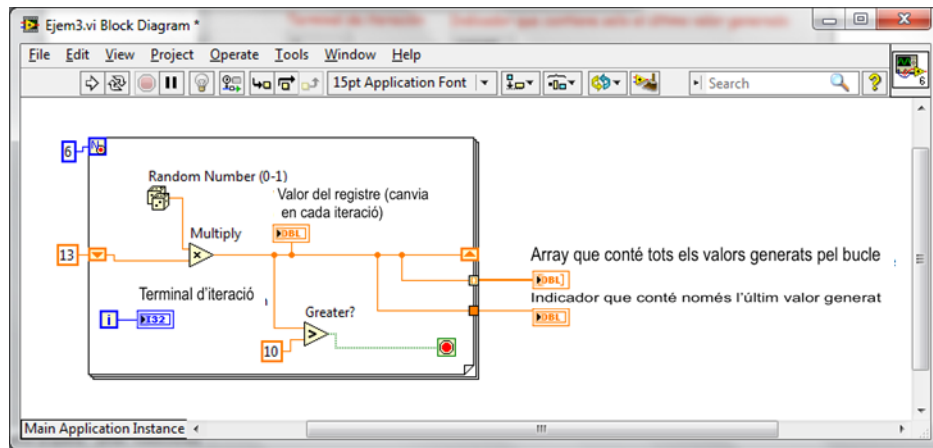 Ejem3.vi Block Diagram *
File Edit View Project Operate Tools Window Help
15pt Application Font
Search
6
6
N
Random Number (0-1)
Valor del registre (canvia
en cada iteració)
DBL
Multiply
13
Array que conté tots els valors generats pel bucle
DBL]
Terminal d'iteració
Indicador que conté només l'últim valor generat
i
I32
Greater?
DBL
10
Main Application Instance